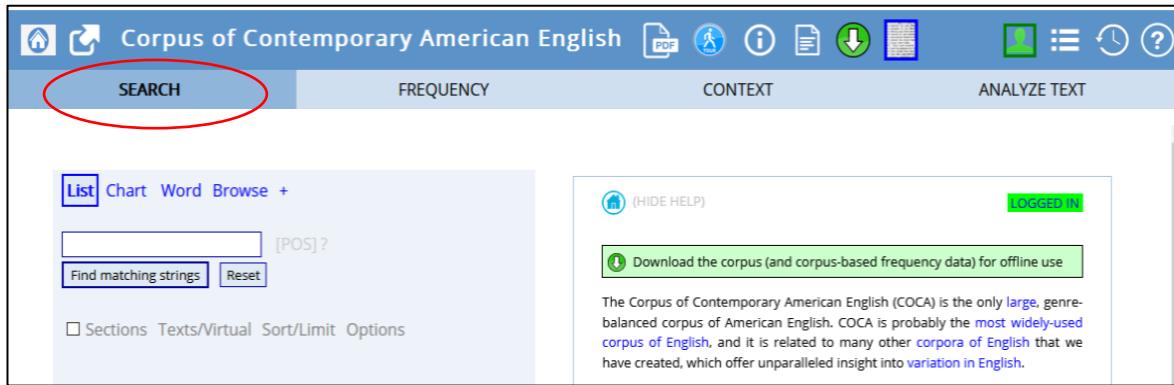 Corpus of Contemporary American English PDF
SEARCH FREQUENCY CONTEXT ANALYZE TEXT
List Chart Word Browse +
[POS] ?
Find matching strings Reset
Sections Texts/Virtual Sort/Limit Options
(HIDE HELP) LOGGED IN
Download the corpus (and corpus-based frequency data) for offline use
The Corpus of Contemporary American English (COCA) is the only large, genre-
balanced corpus of American English. COCA is probably the most widely-used
corpus of English, and it is related to many other corpora of English that we
have created, which offer unparalleled insight into variation in English.